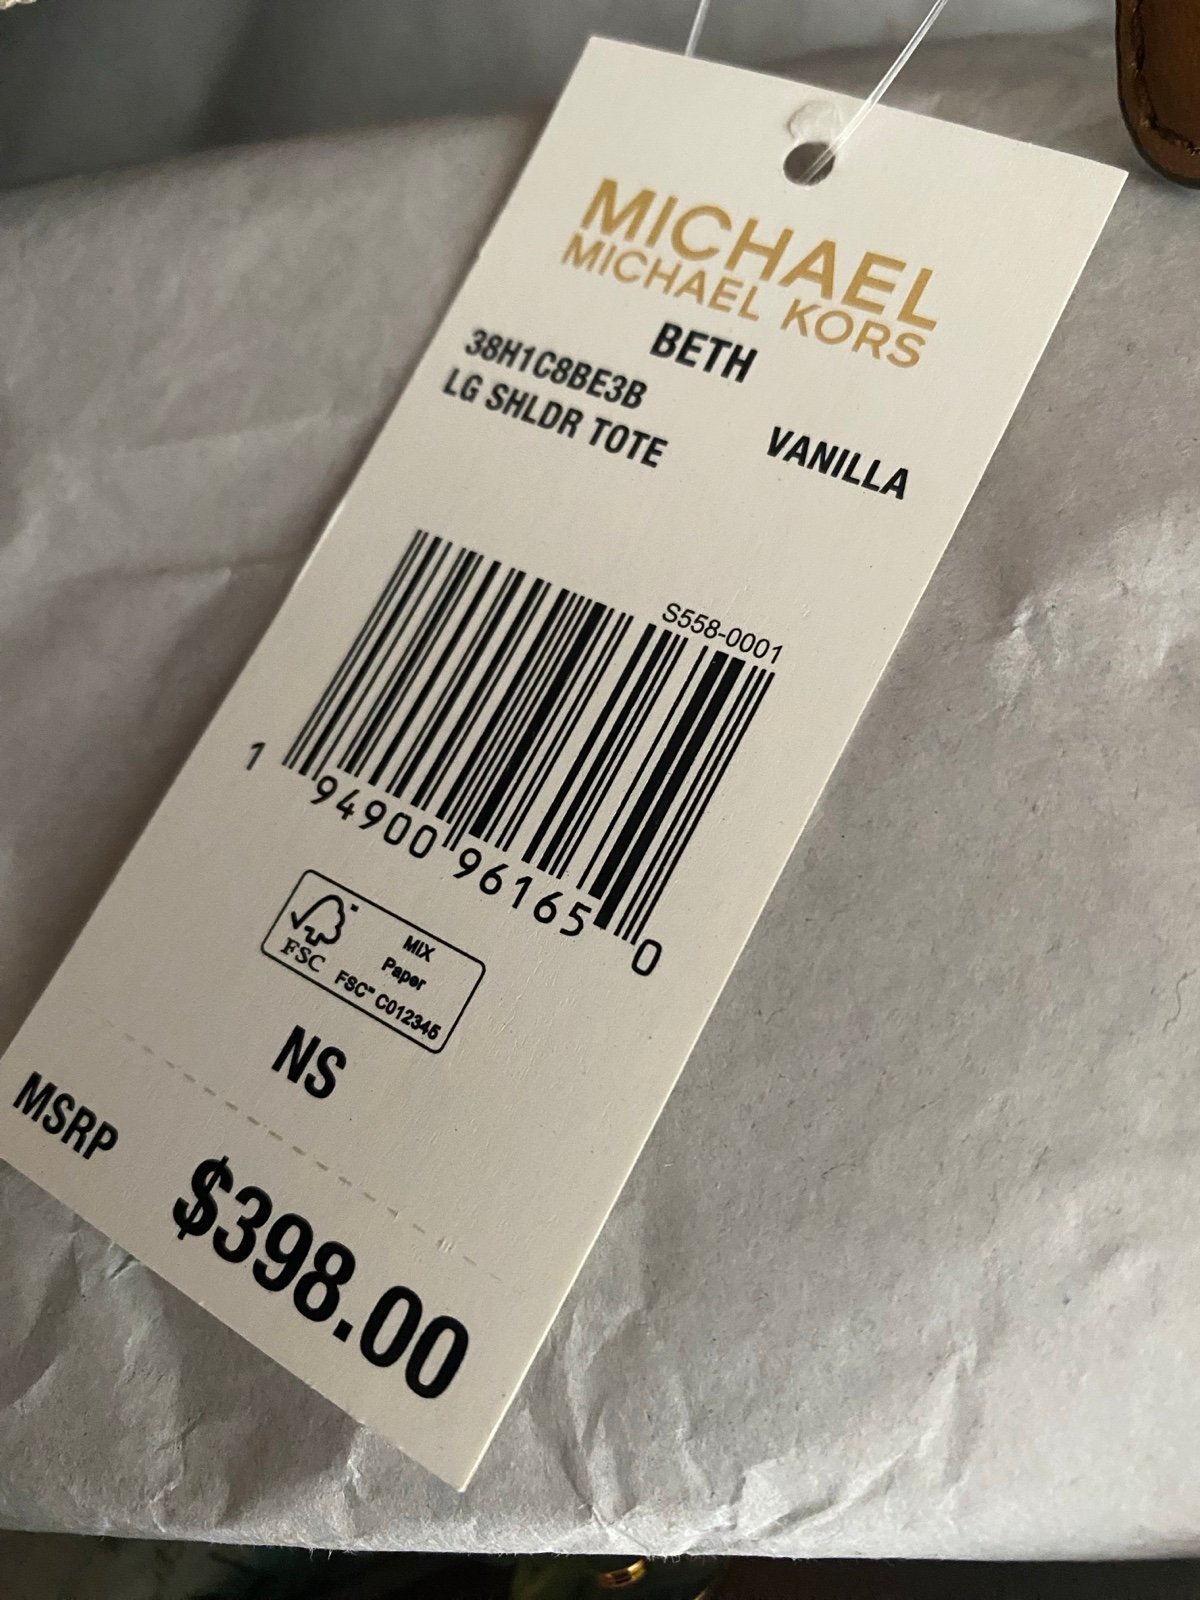 MICHAEL
MICHAEL KORS
BETH
38H1C8BE3B
LG SHLDR TOTE
VANILLA
S558-0001
1 94900 96165 0
FSC
MIX
Paper
FSC™ C012345
NS
MSRP
$398.00